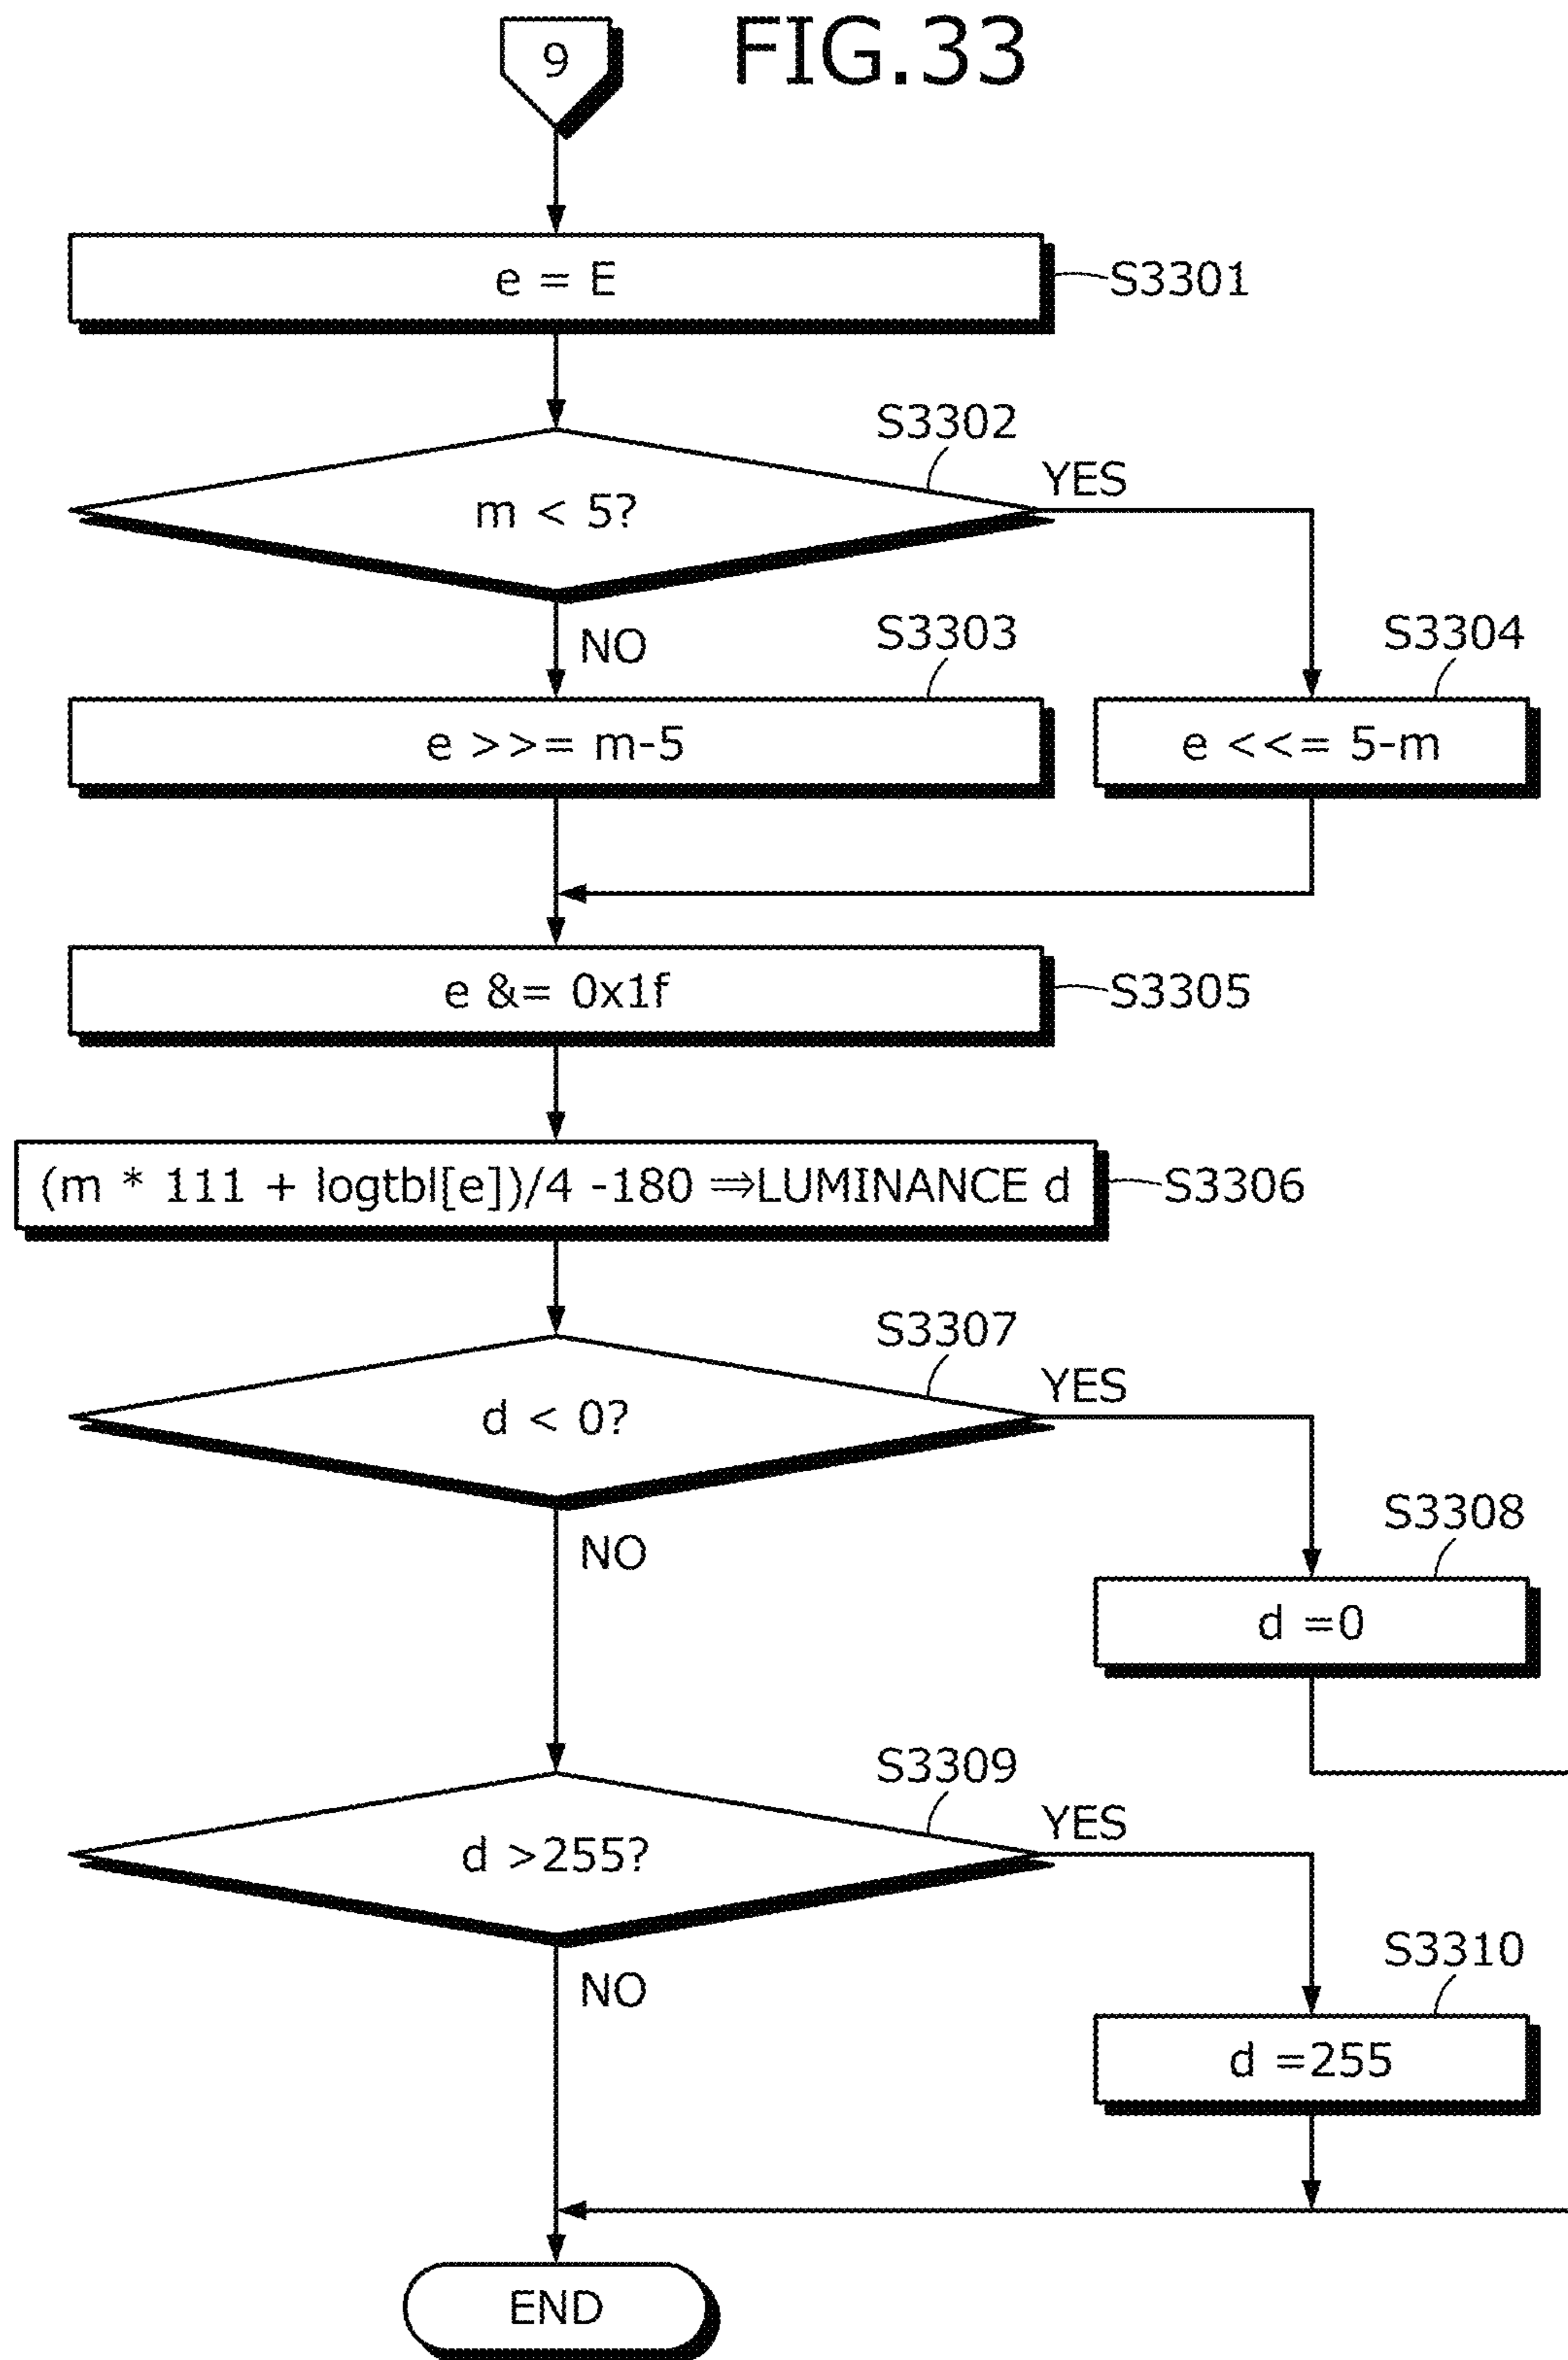 FIG.33
9
e = E
S3301
S3302
m < 5?
YES
NO
S3303
e >>= m-5
S3304
e <<= 5-m
e &= 0x1f
S3305
(m * 111 + logtbl[e])/4 -180 ⇒LUMINANCE d
S3306
S3307
d < 0?
YES
NO
S3308
d =0
S3309
d >255?
YES
NO
S3310
d =255
END